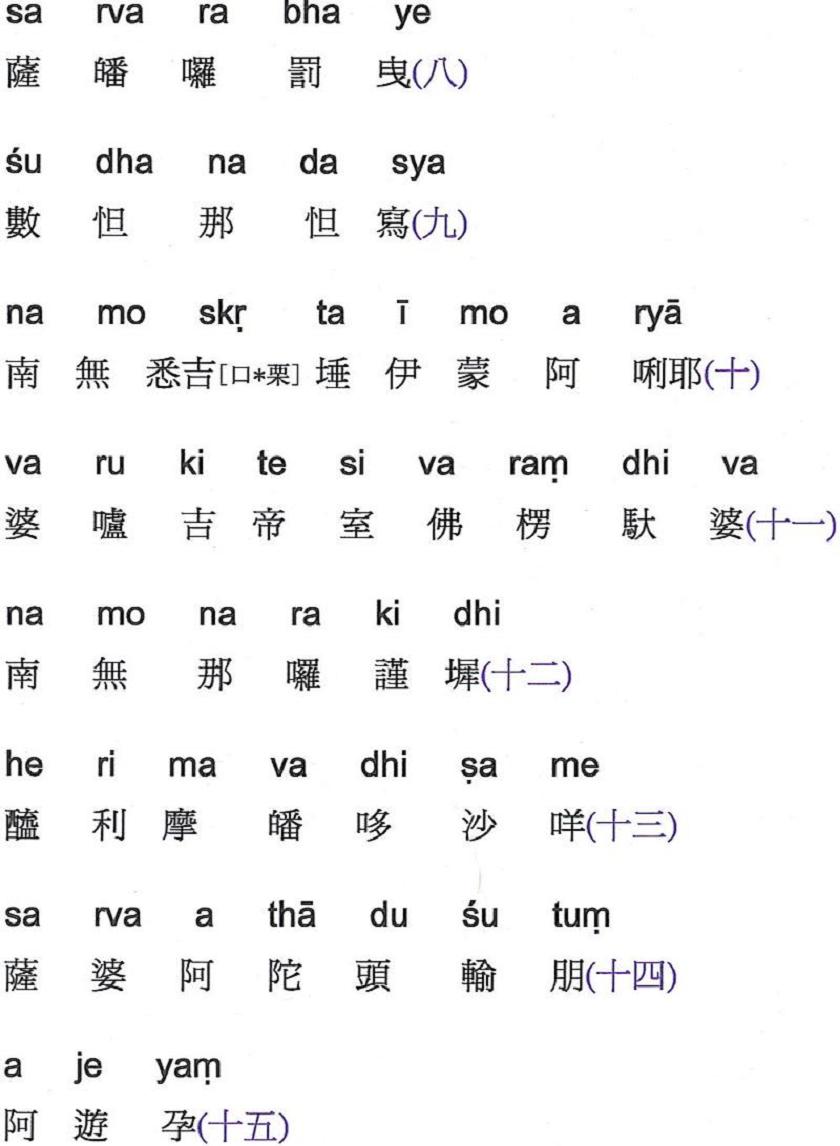 sa rva ra bha ye
薩 皤 囉 罰 曳(八)
śu dha na da sya
數 怛 那 怛 寫(九)
na mo skṛ ta ī mo a ryā
南 無 悉吉[口*栗] 埵 伊 蒙 阿 唎耶(十)
va ru ki te si va raṃ dhi va
婆 嚧 吉 帝 室 佛 楞 馱 婆(十一)
na mo na ra ki dhi
南 無 那 囉 謹 墀(十二)
he ri ma va dhi ṣa me
醯 利 摩 皤 哆 沙 咩(十三)
sa rva a thā du śu tuṃ
薩 婆 阿 陀 頭 輸 朋(十四)
a je yaṃ
阿 遊 孕(十五)